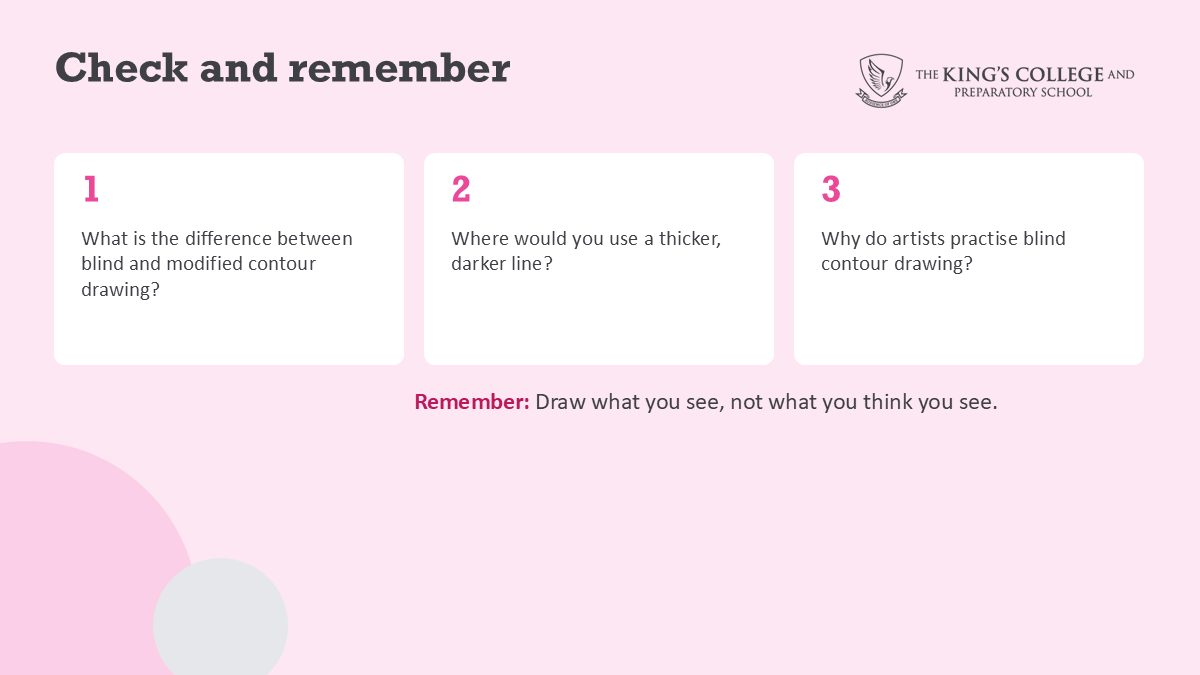 Check and remember
THE KING'S COLLEGE AND
PREPARATORY SCHOOL
1
What is the difference between
blind and modified contour
drawing?
2
Where would you use a thicker,
darker line?
3
Why do artists practise blind
contour drawing?
Remember: Draw what you see, not what you think you see.